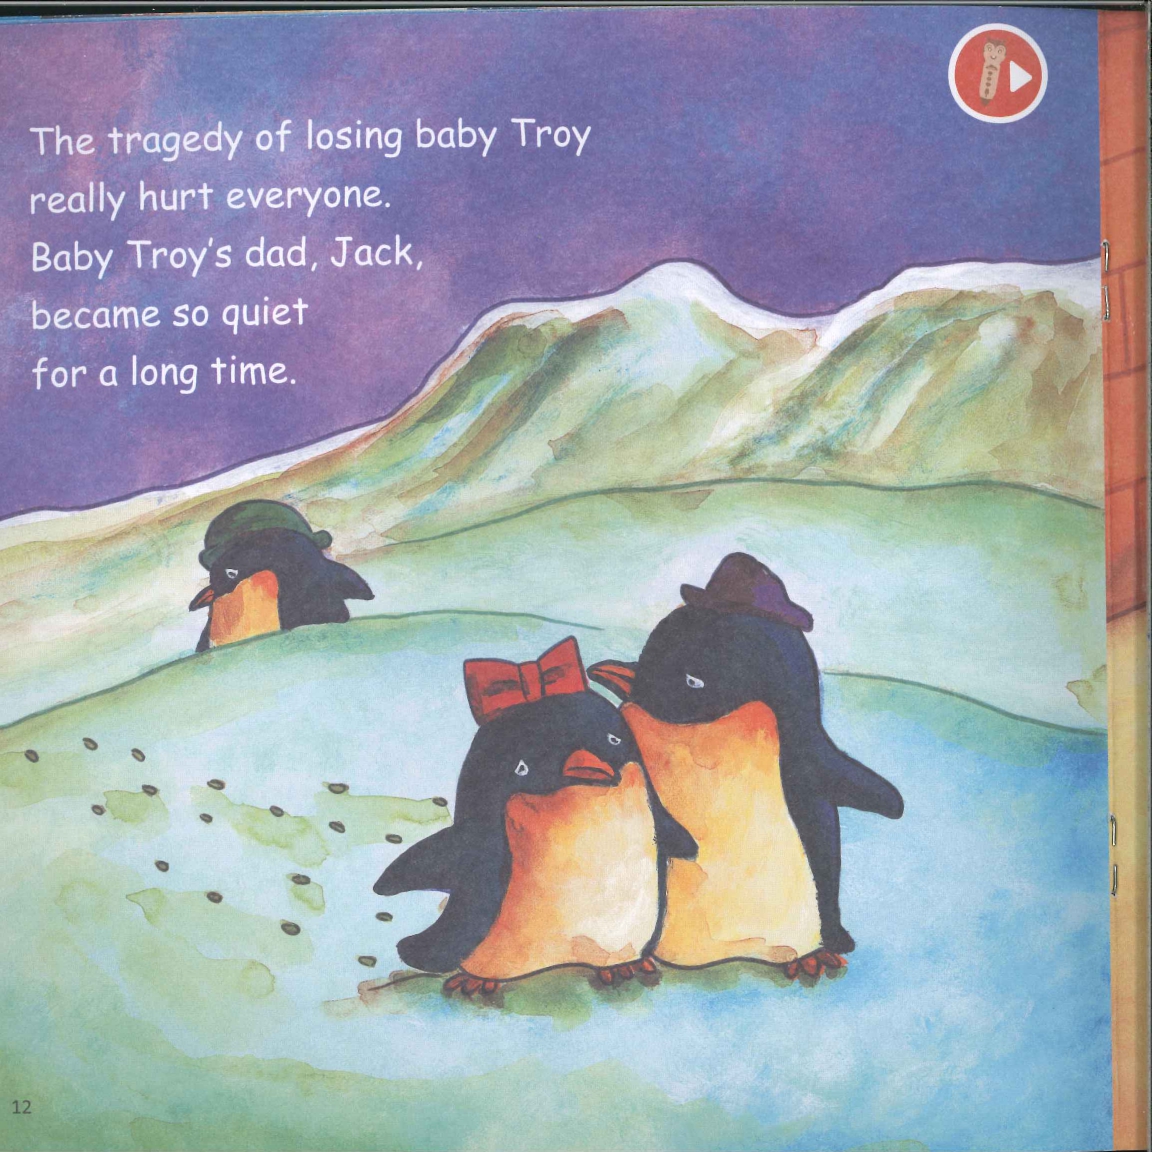 The tragedy of losing baby Troy
really hurt everyone.
Baby Troy's dad, Jack,
became so quiet
for a long time.
12